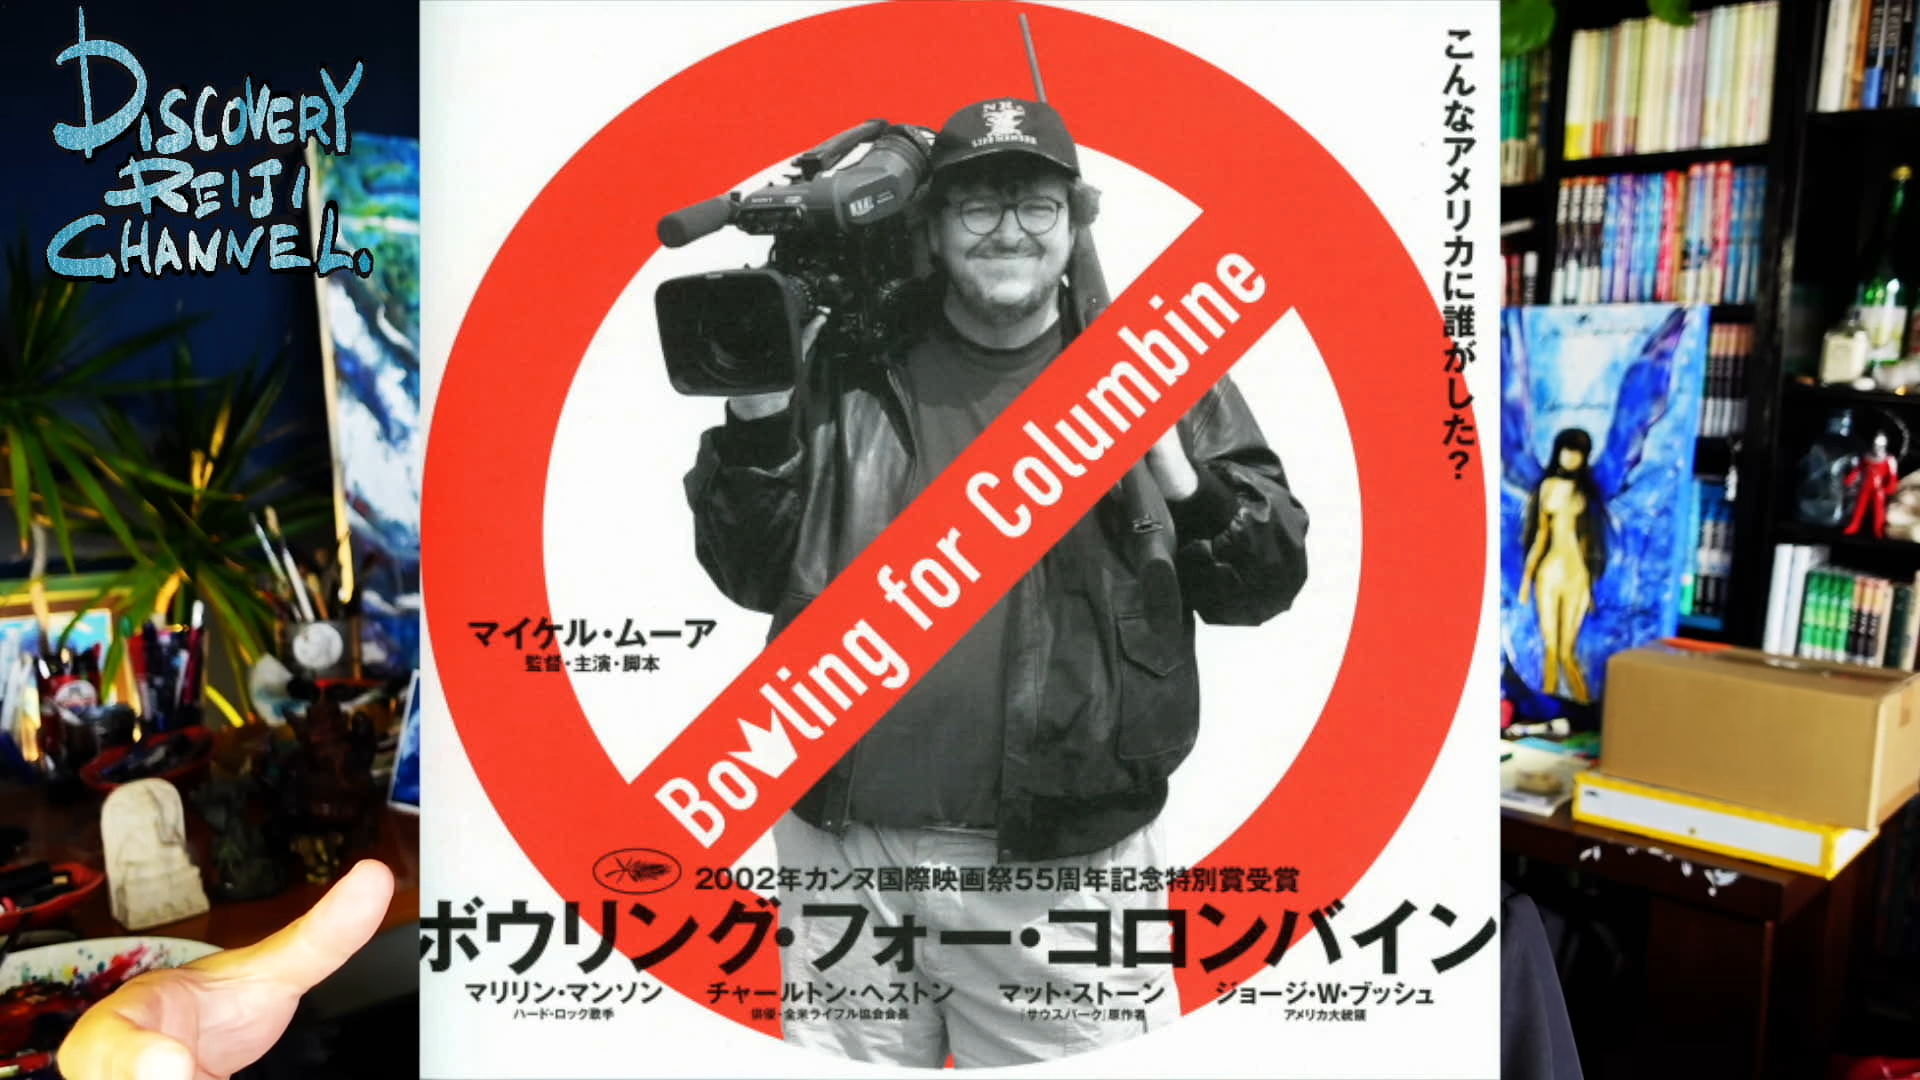 DISCOVERY
REIJI
CHANNEL.
こんなアメリカに誰がした?
SONY
Bowling for Columbine
マイケル・ムーア
監督・主演・脚本
2002年カンヌ国際映画祭55周年記念特別賞受賞
ボウリング・フォー・コロンバイン
マリリン・マンソン
ハード・ロック歌手
チャールトン・ヘストン
俳優・全米ライフル協会会長
マット・ストーン
「サウスパーク」原作者
ジョージ・W・ブッシュ
アメリカ大統領